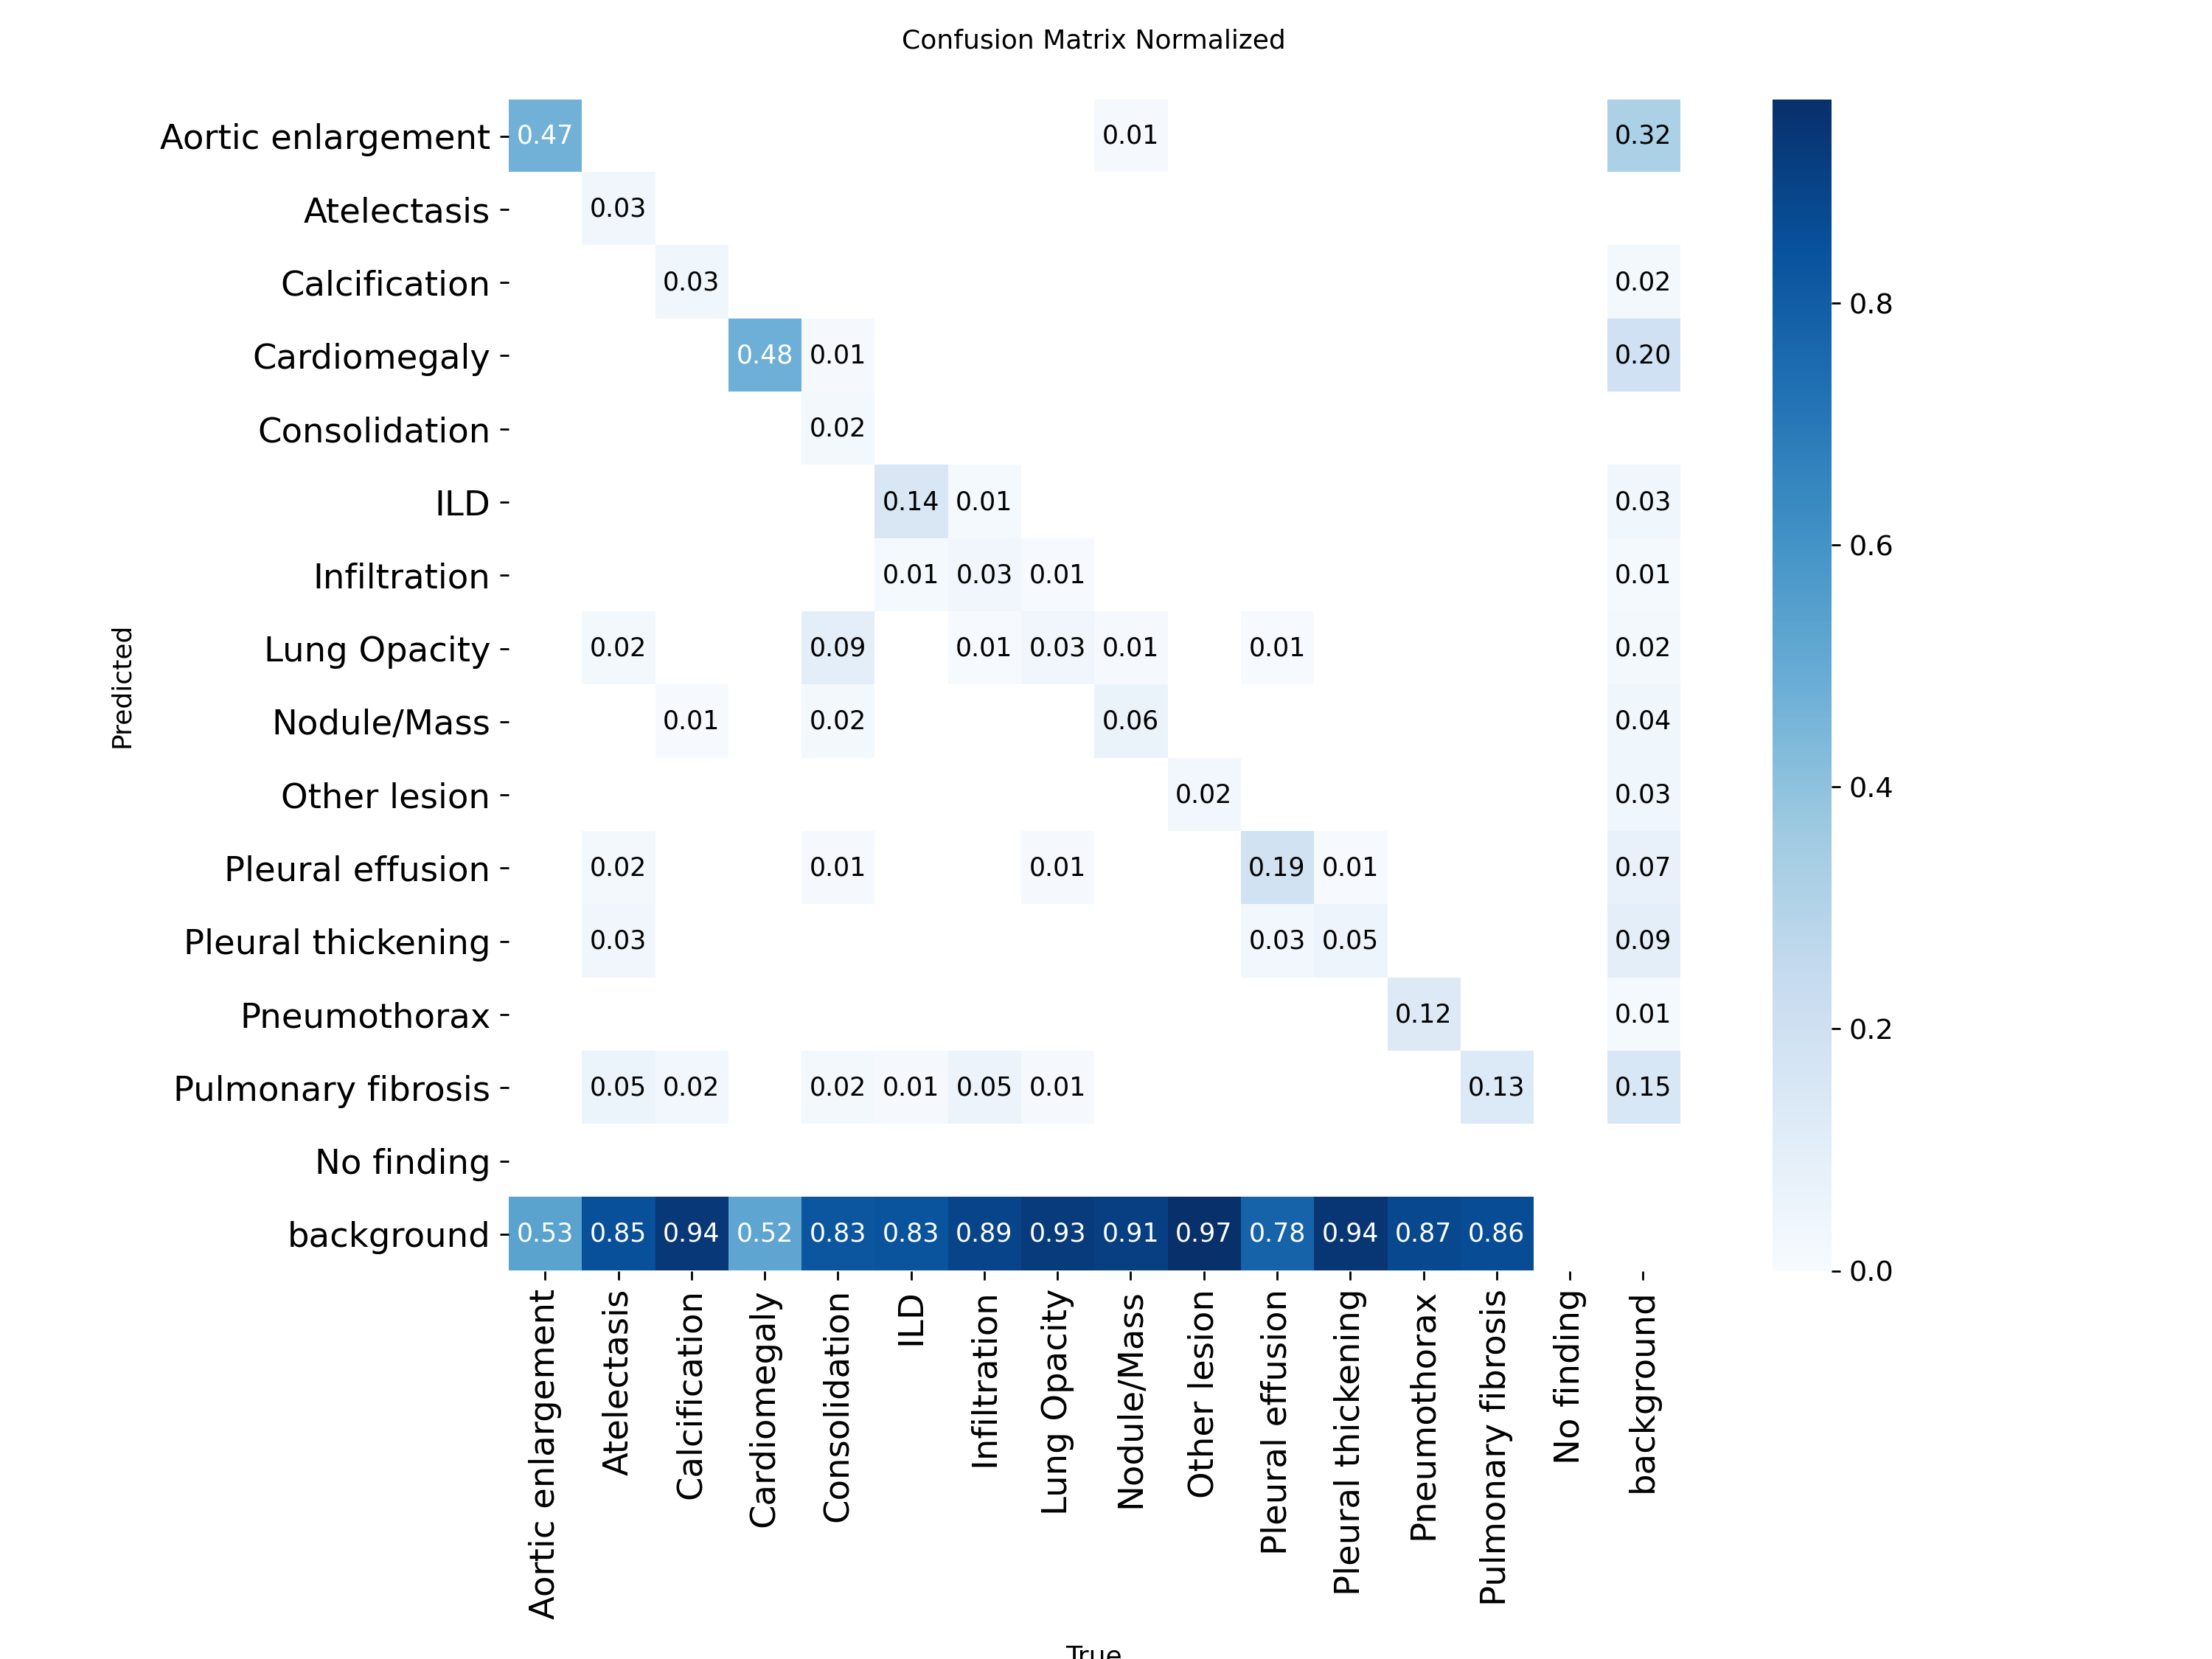 Confusion Matrix Normalized
Aortic enlargement 0.47 0.01 0.32
Atelectasis 0.03
Calcification 0.03 0.02
0.8
Cardiomegaly 0.48 0.01 0.20
Consolidation 0.02
ILD 0.14 0.01 0.03
0.6
Infiltration 0.01 0.03 0.01 0.01
Predicted
Lung Opacity 0.02 0.09 0.01 0.03 0.01 0.01 0.02
Nodule/Mass 0.01 0.02 0.06 0.04
0.4
Other lesion 0.02 0.03
Pleural effusion 0.02 0.01 0.01 0.19 0.01 0.07
Pleural thickening 0.03 0.03 0.05 0.09
Pneumothorax 0.12 0.01
0.2
Pulmonary fibrosis 0.05 0.02 0.02 0.01 0.05 0.01 0.13 0.15
No finding
background 0.53 0.85 0.94 0.52 0.83 0.83 0.89 0.93 0.91 0.97 0.78 0.94 0.87 0.86
0.0
Aortic enlargement
Atelectasis
Calcification
Cardiomegaly
Consolidation
ILD
Infiltration
Lung Opacity
Nodule/Mass
Other lesion
Pleural effusion
Pleural thickening
Pneumothorax
Pulmonary fibrosis
No finding
background
True